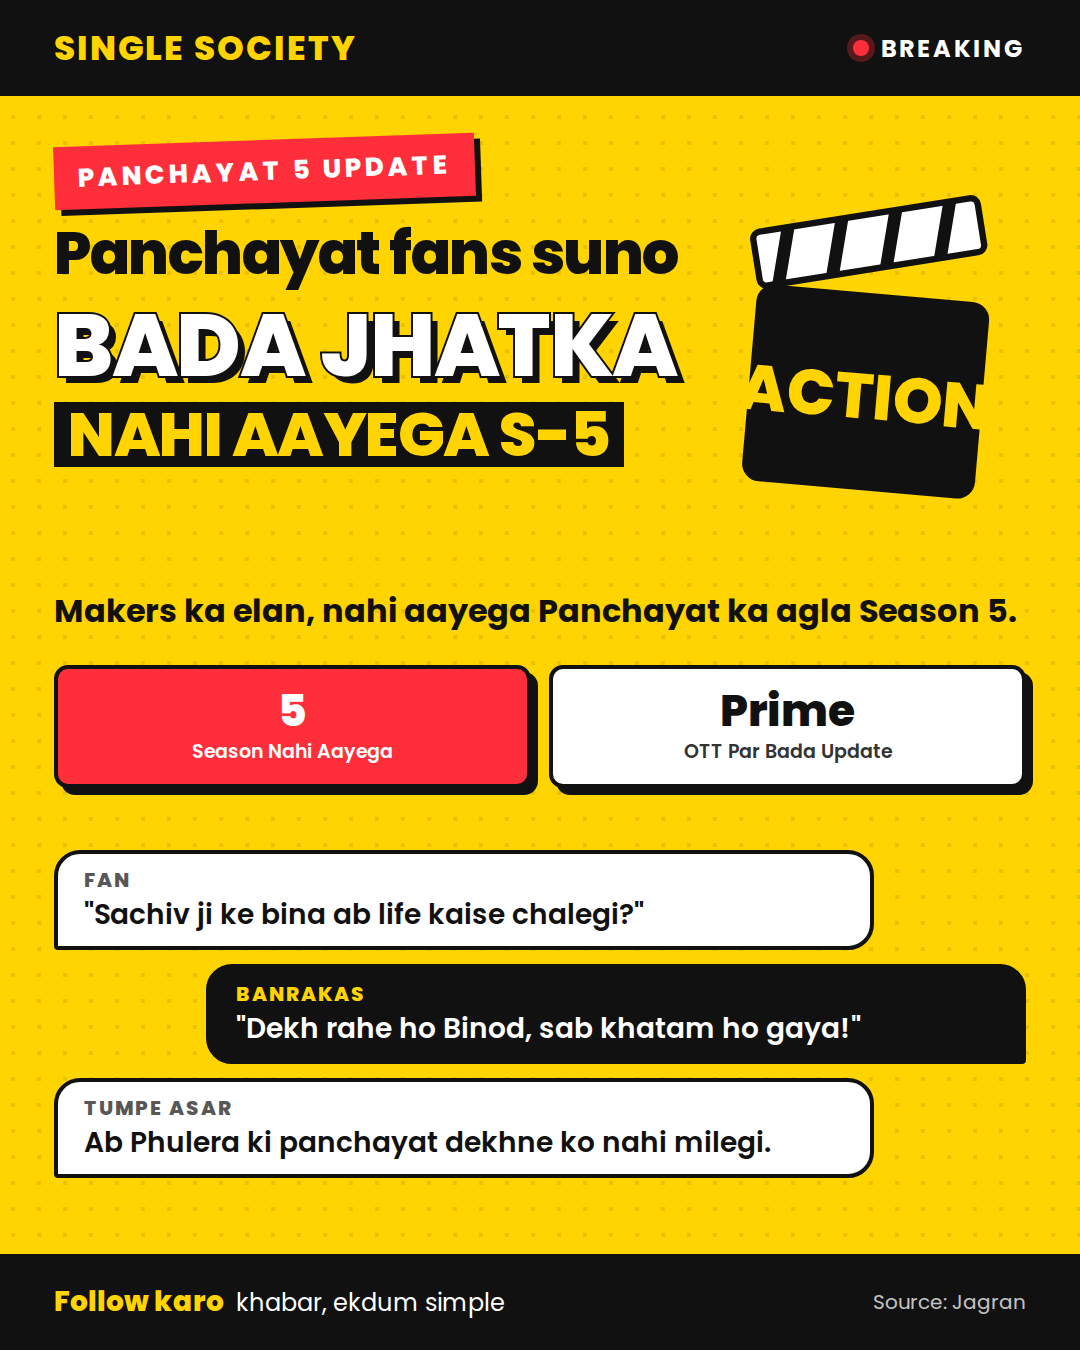 SINGLE SOCIETY
BREAKING
PANCHAYAT 5 UPDATE
Panchayat fans suno
BADA JHATKA
NAHI AAYEGA S-5
ACTION
Makers ka elan, nahi aayega Panchayat ka agla Season 5.
5
Season Nahi Aayega
Prime
OTT Par Bada Update
FAN
"Sachiv ji ke bina ab life kaise chalegi?"
BANRAKAS
"Dekh rahe ho Binod, sab khatam ho gaya!"
TUMPE ASAR
Ab Phulera ki panchayat dekhne ko nahi milegi.
Follow karo khabar, ekdum simple
Source: Jagran